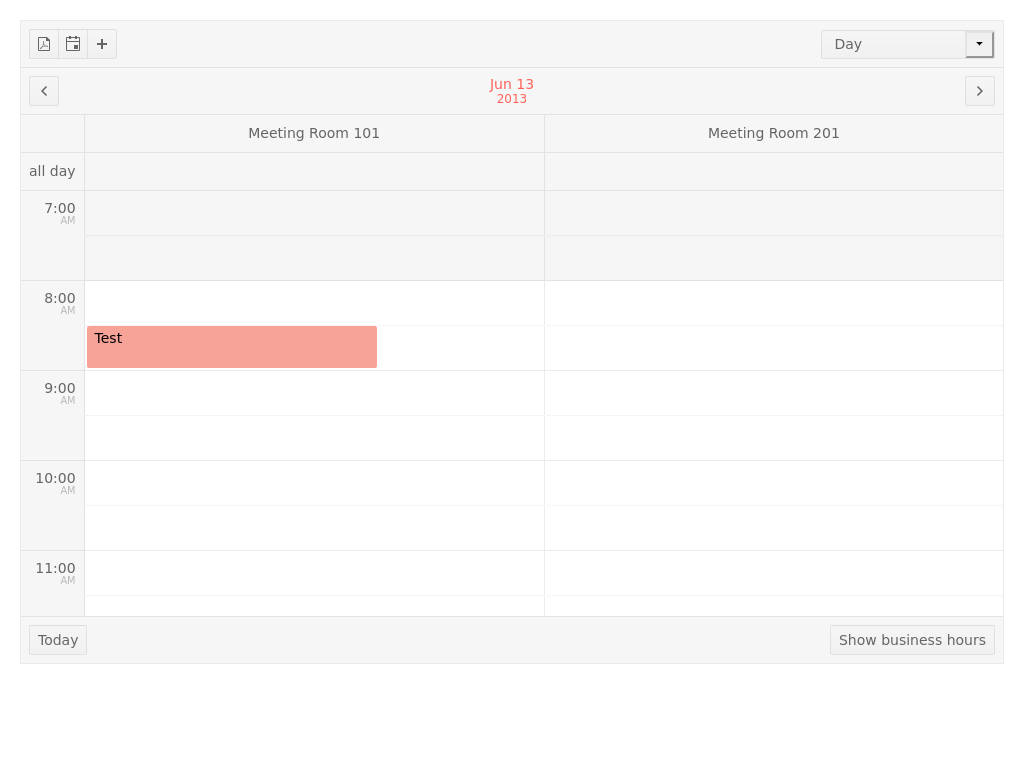 Day
Jun 13
2013
Meeting Room 101
Meeting Room 201
all day
7:00
AM
8:00
AM
Test
9:00
AM
10:00
AM
11:00
AM
Today
Show business hours